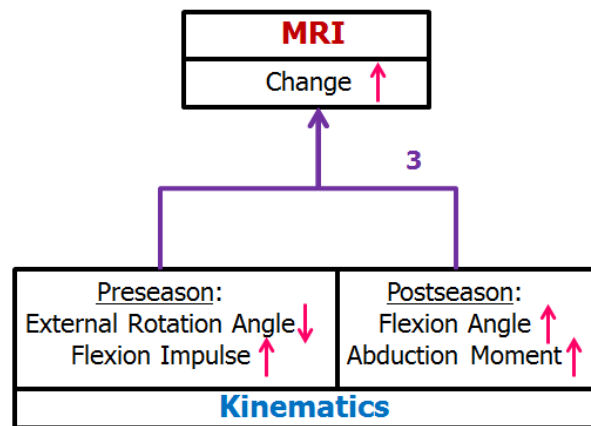 MRI
Change
3
Preseason:
External Rotation Angle
Flexion Impulse
Postseason:
Flexion Angle
Abduction Moment
Kinematics